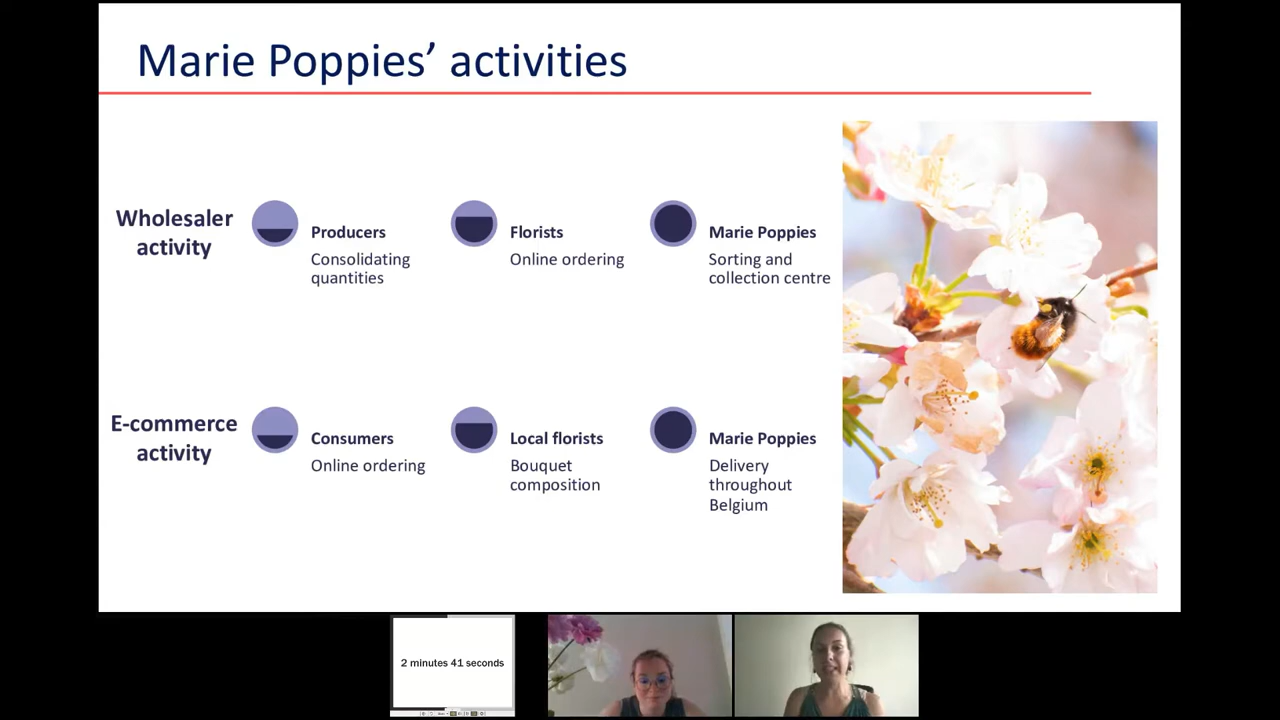 Marie Poppies’ activities
Wholesaler
activity
Producers
Consolidating
quantities
Florists
Online ordering
Marie Poppies
Sorting and
collection centre
E-commerce
activity
Consumers
Online ordering
Local florists
Bouquet
composition
Marie Poppies
Delivery
throughout
Belgium
2 minutes 41 seconds